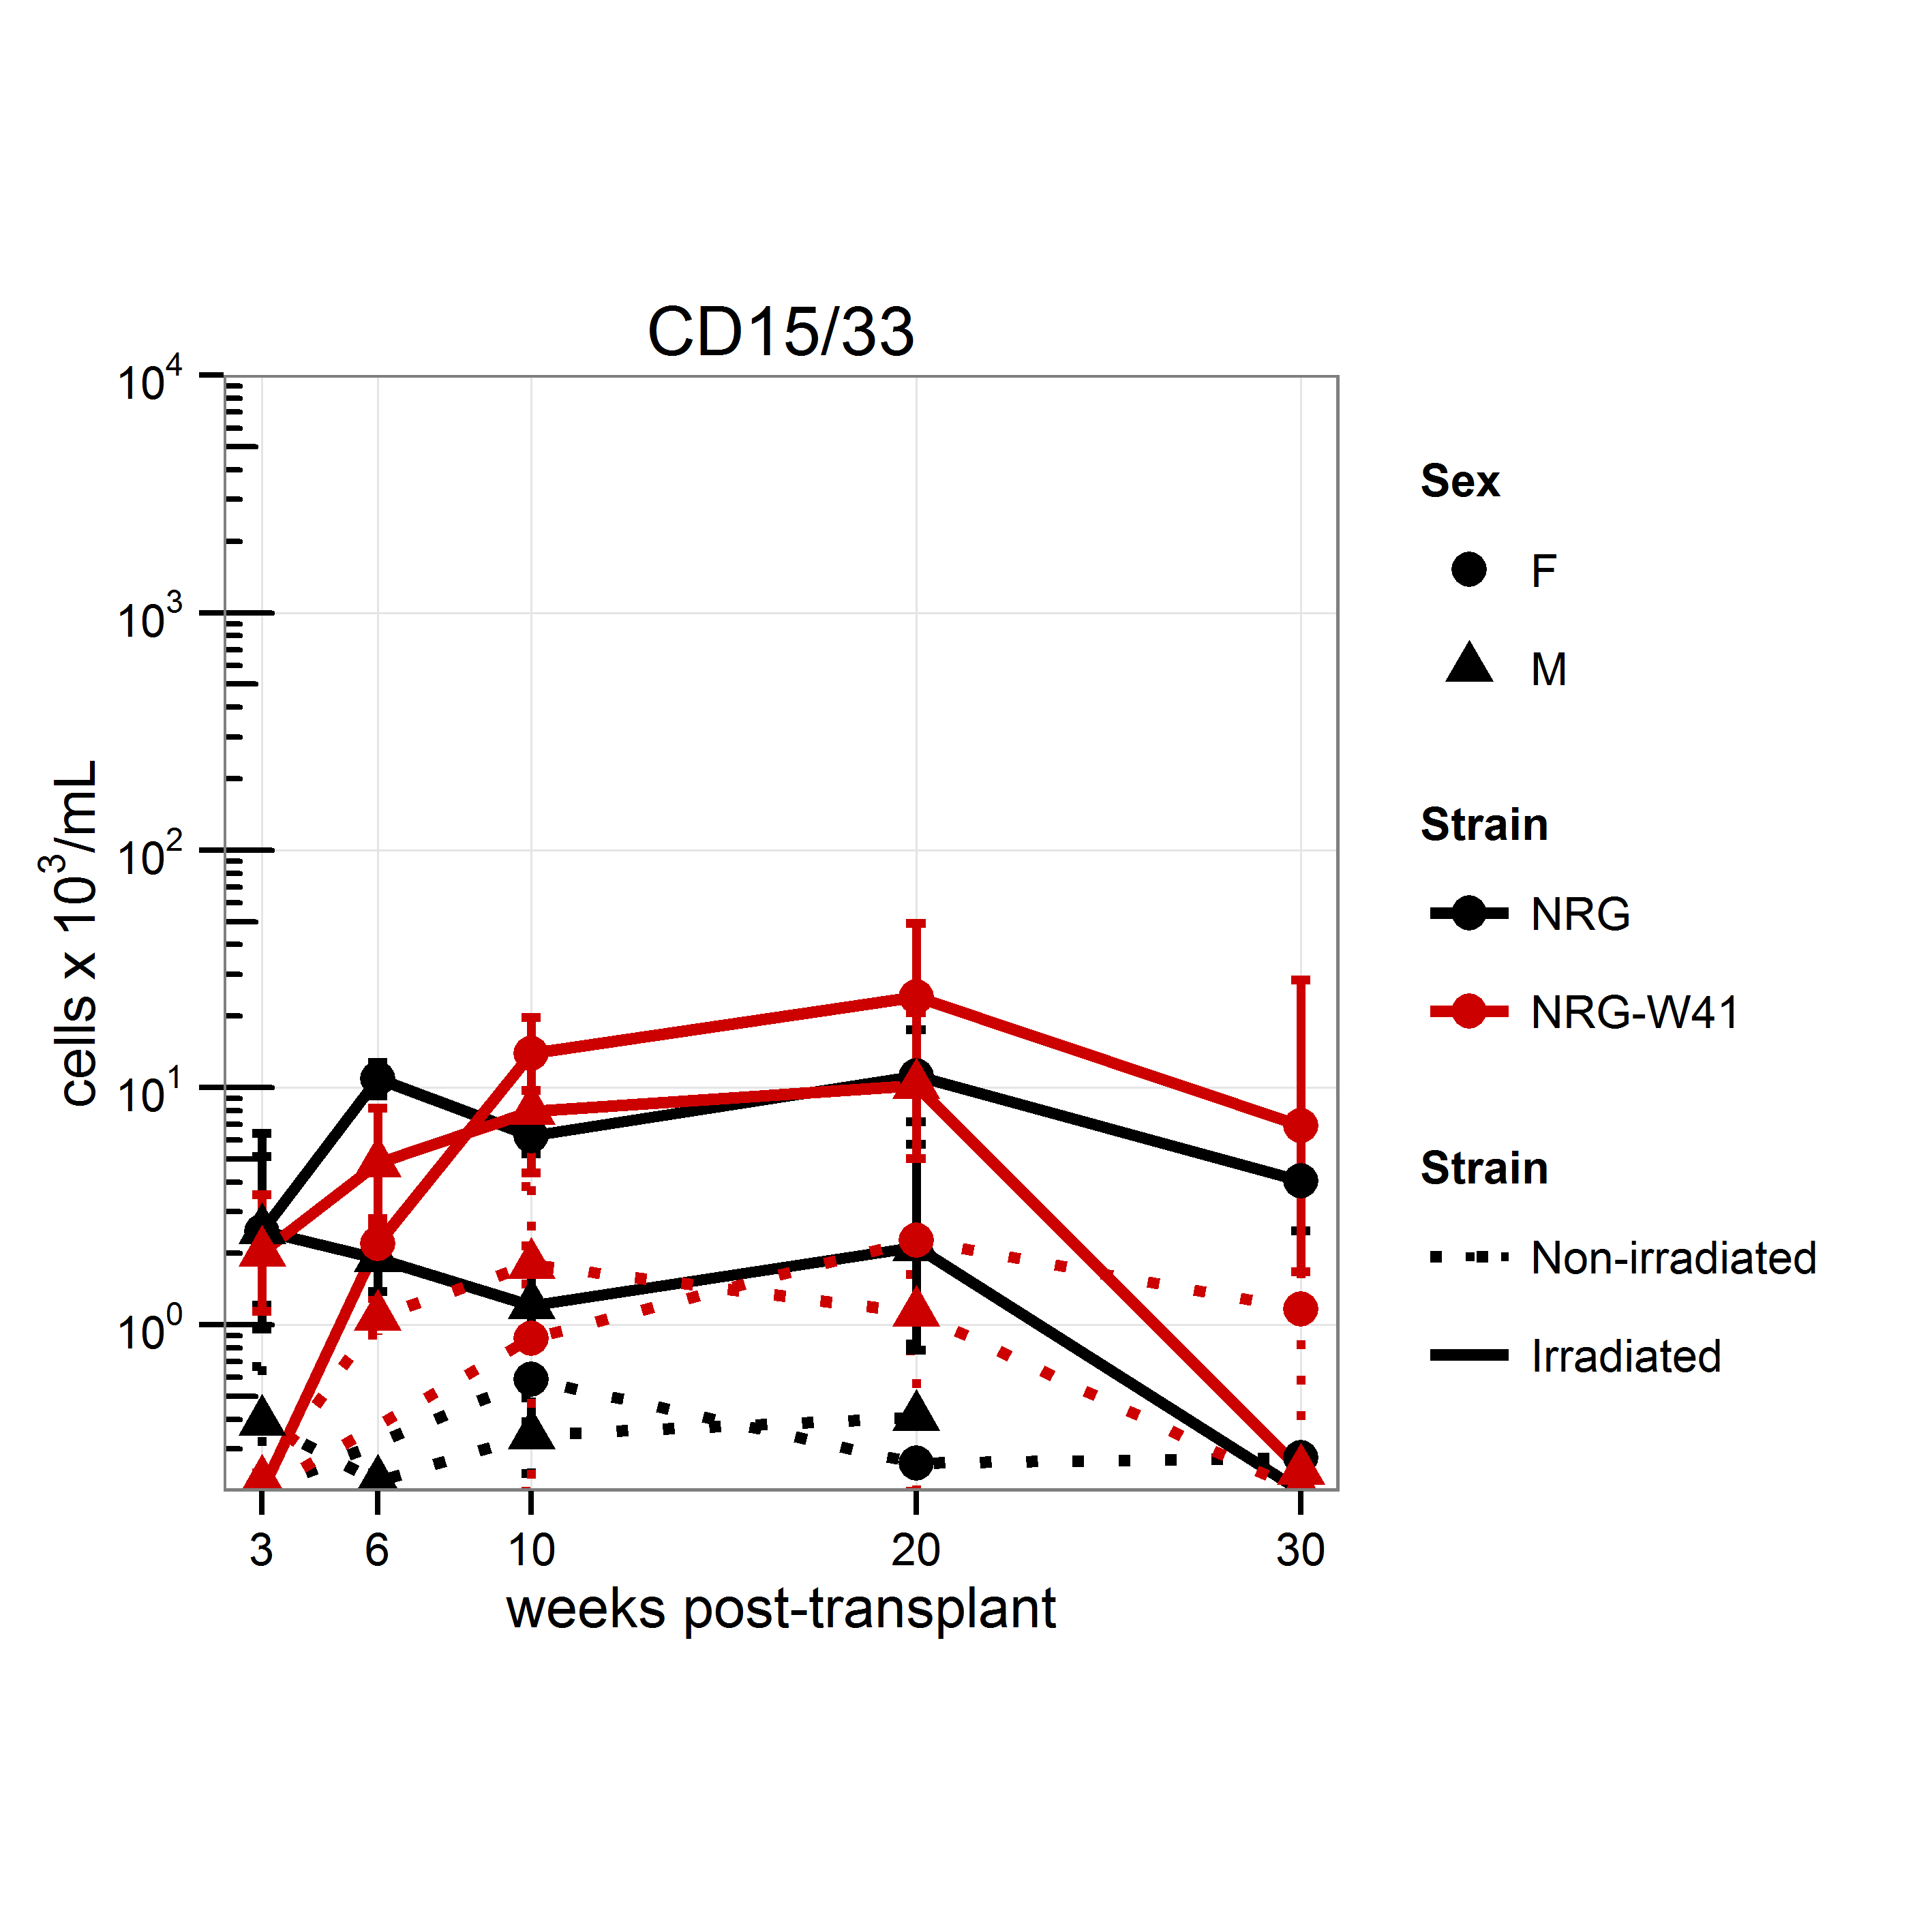 CD15/33
10^4
10^3
10^2
10^1
10^0
cells x 10^3/mL
3 6 10 20 30
weeks post-transplant
Sex
F
M
Strain
NRG
NRG-W41
Strain
Non-irradiated
Irradiated